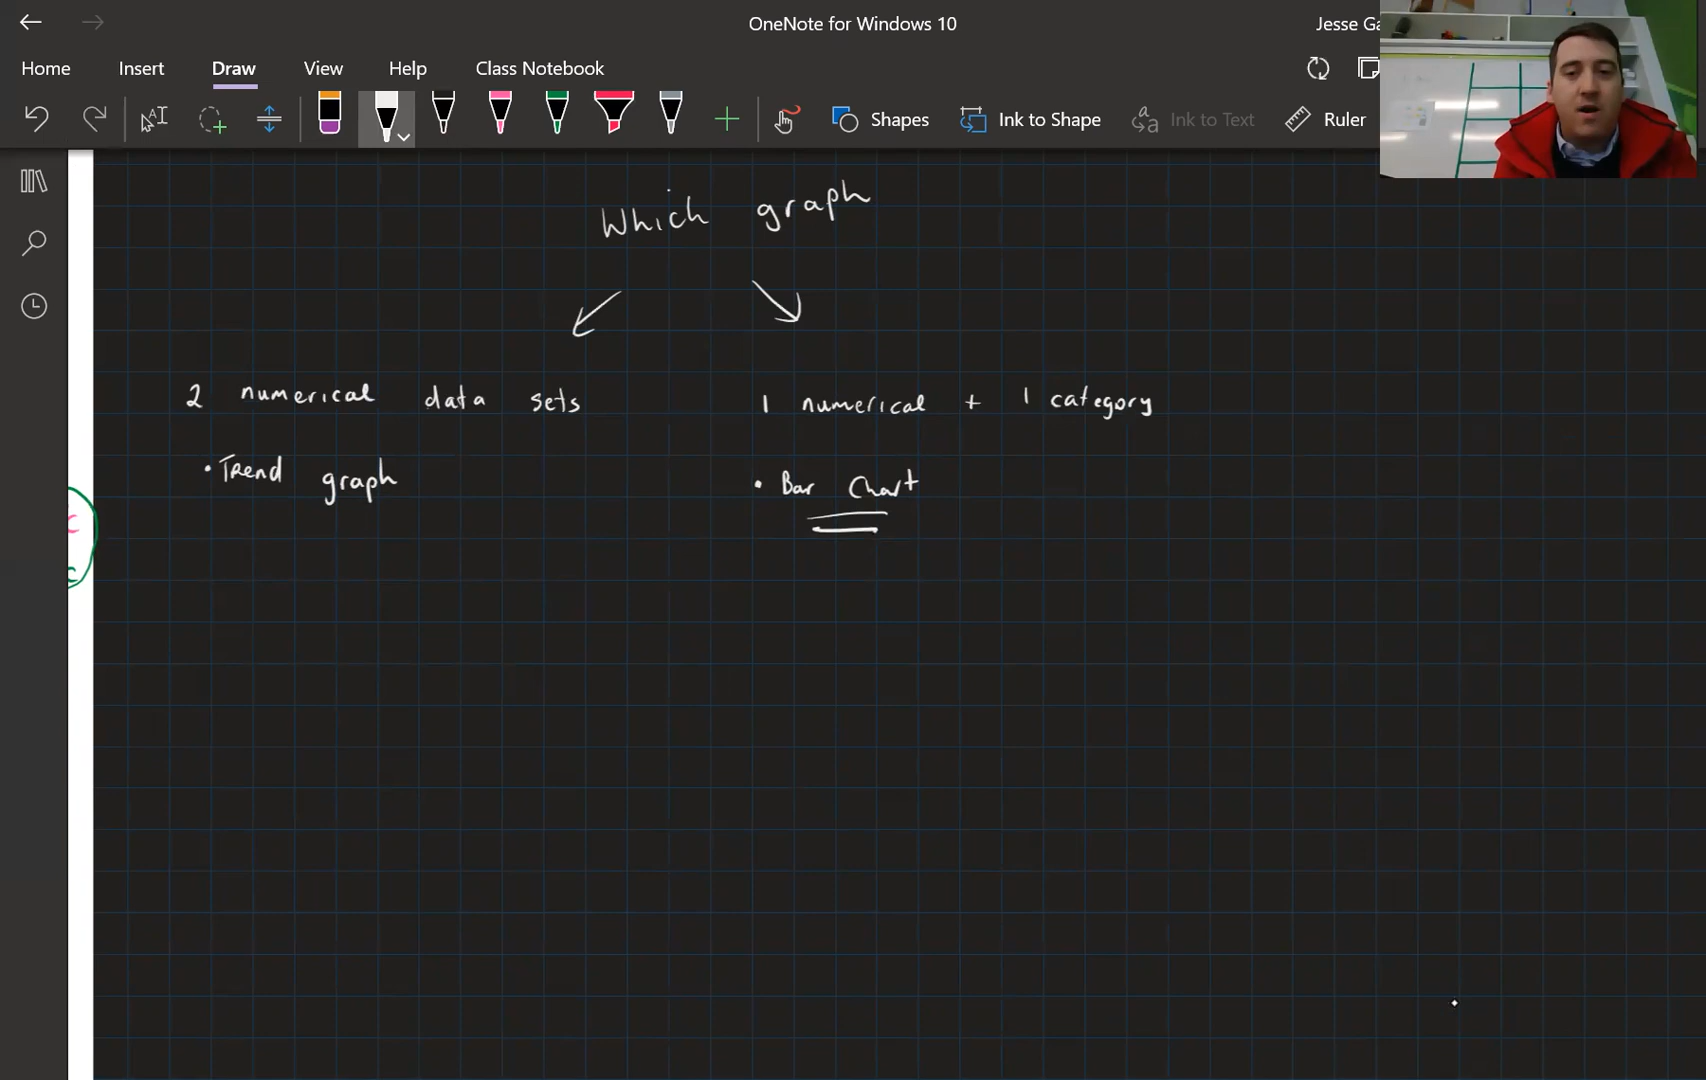 OneNote for Windows 10
Jesse Ga
Home Insert Draw View Help Class Notebook
Shapes Ink to Shape Ink to Text Ruler
Which graph
2 numerical data sets
1 numerical + 1 category
• Trend graph
• Bar Chart